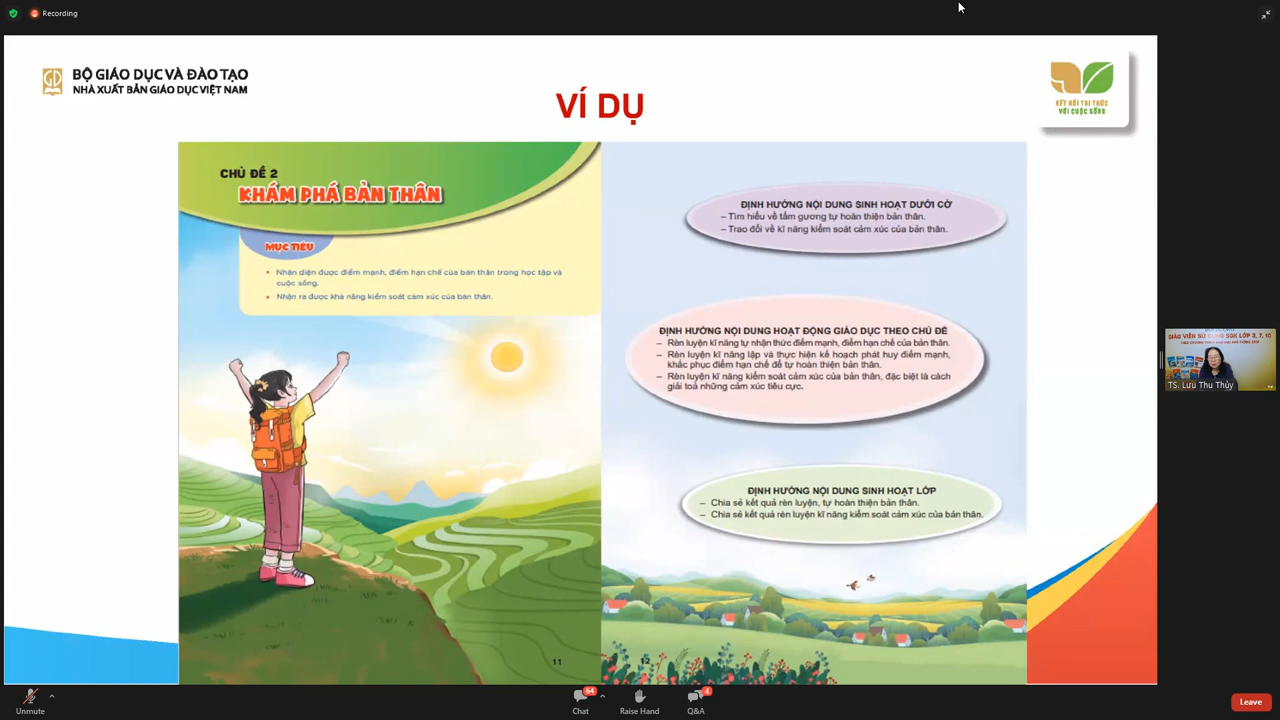 Recording
BỘ GIÁO DỤC VÀ ĐÀO TẠO
NHÀ XUẤT BẢN GIÁO DỤC VIỆT NAM
VÍ DỤ
KẾT NỐI TRI THỨC
VỚI CUỘC SỐNG
CHỦ ĐỀ 2
KHÁM PHÁ BẢN THÂN
MỤC TIÊU
• Nhận diện được điểm mạnh, điểm hạn chế của bản thân trong học tập và
cuộc sống.
• Nhận ra được khả năng kiểm soát cảm xúc của bản thân.
11
ĐỊNH HƯỚNG NỘI DUNG SINH HOẠT DƯỚI CỜ
– Tìm hiểu về tấm gương tự hoàn thiện bản thân.
– Trao đổi về kĩ năng kiểm soát cảm xúc của bản thân.
ĐỊNH HƯỚNG NỘI DUNG HOẠT ĐỘNG GIÁO DỤC THEO CHỦ ĐỀ
– Rèn luyện kĩ năng tự nhận thức điểm mạnh, điểm hạn chế của bản thân.
– Rèn luyện kĩ năng lập và thực hiện kế hoạch phát huy điểm mạnh,
khắc phục điểm hạn chế để tự hoàn thiện bản thân.
– Rèn luyện kĩ năng kiểm soát cảm xúc của bản thân, đặc biệt là cách
giải toả những cảm xúc tiêu cực.
ĐỊNH HƯỚNG NỘI DUNG SINH HOẠT LỚP
– Chia sẻ kết quả rèn luyện, tự hoàn thiện bản thân.
– Chia sẻ kết quả rèn luyện kĩ năng kiểm soát cảm xúc của bản thân.
12
GIÁO VIÊN SỬ DỤNG SGK LỚP 3, 7, 10
TS. Lưu Thu Thủy
Unmute
64
Chat
Raise Hand
4
Q&A
Leave